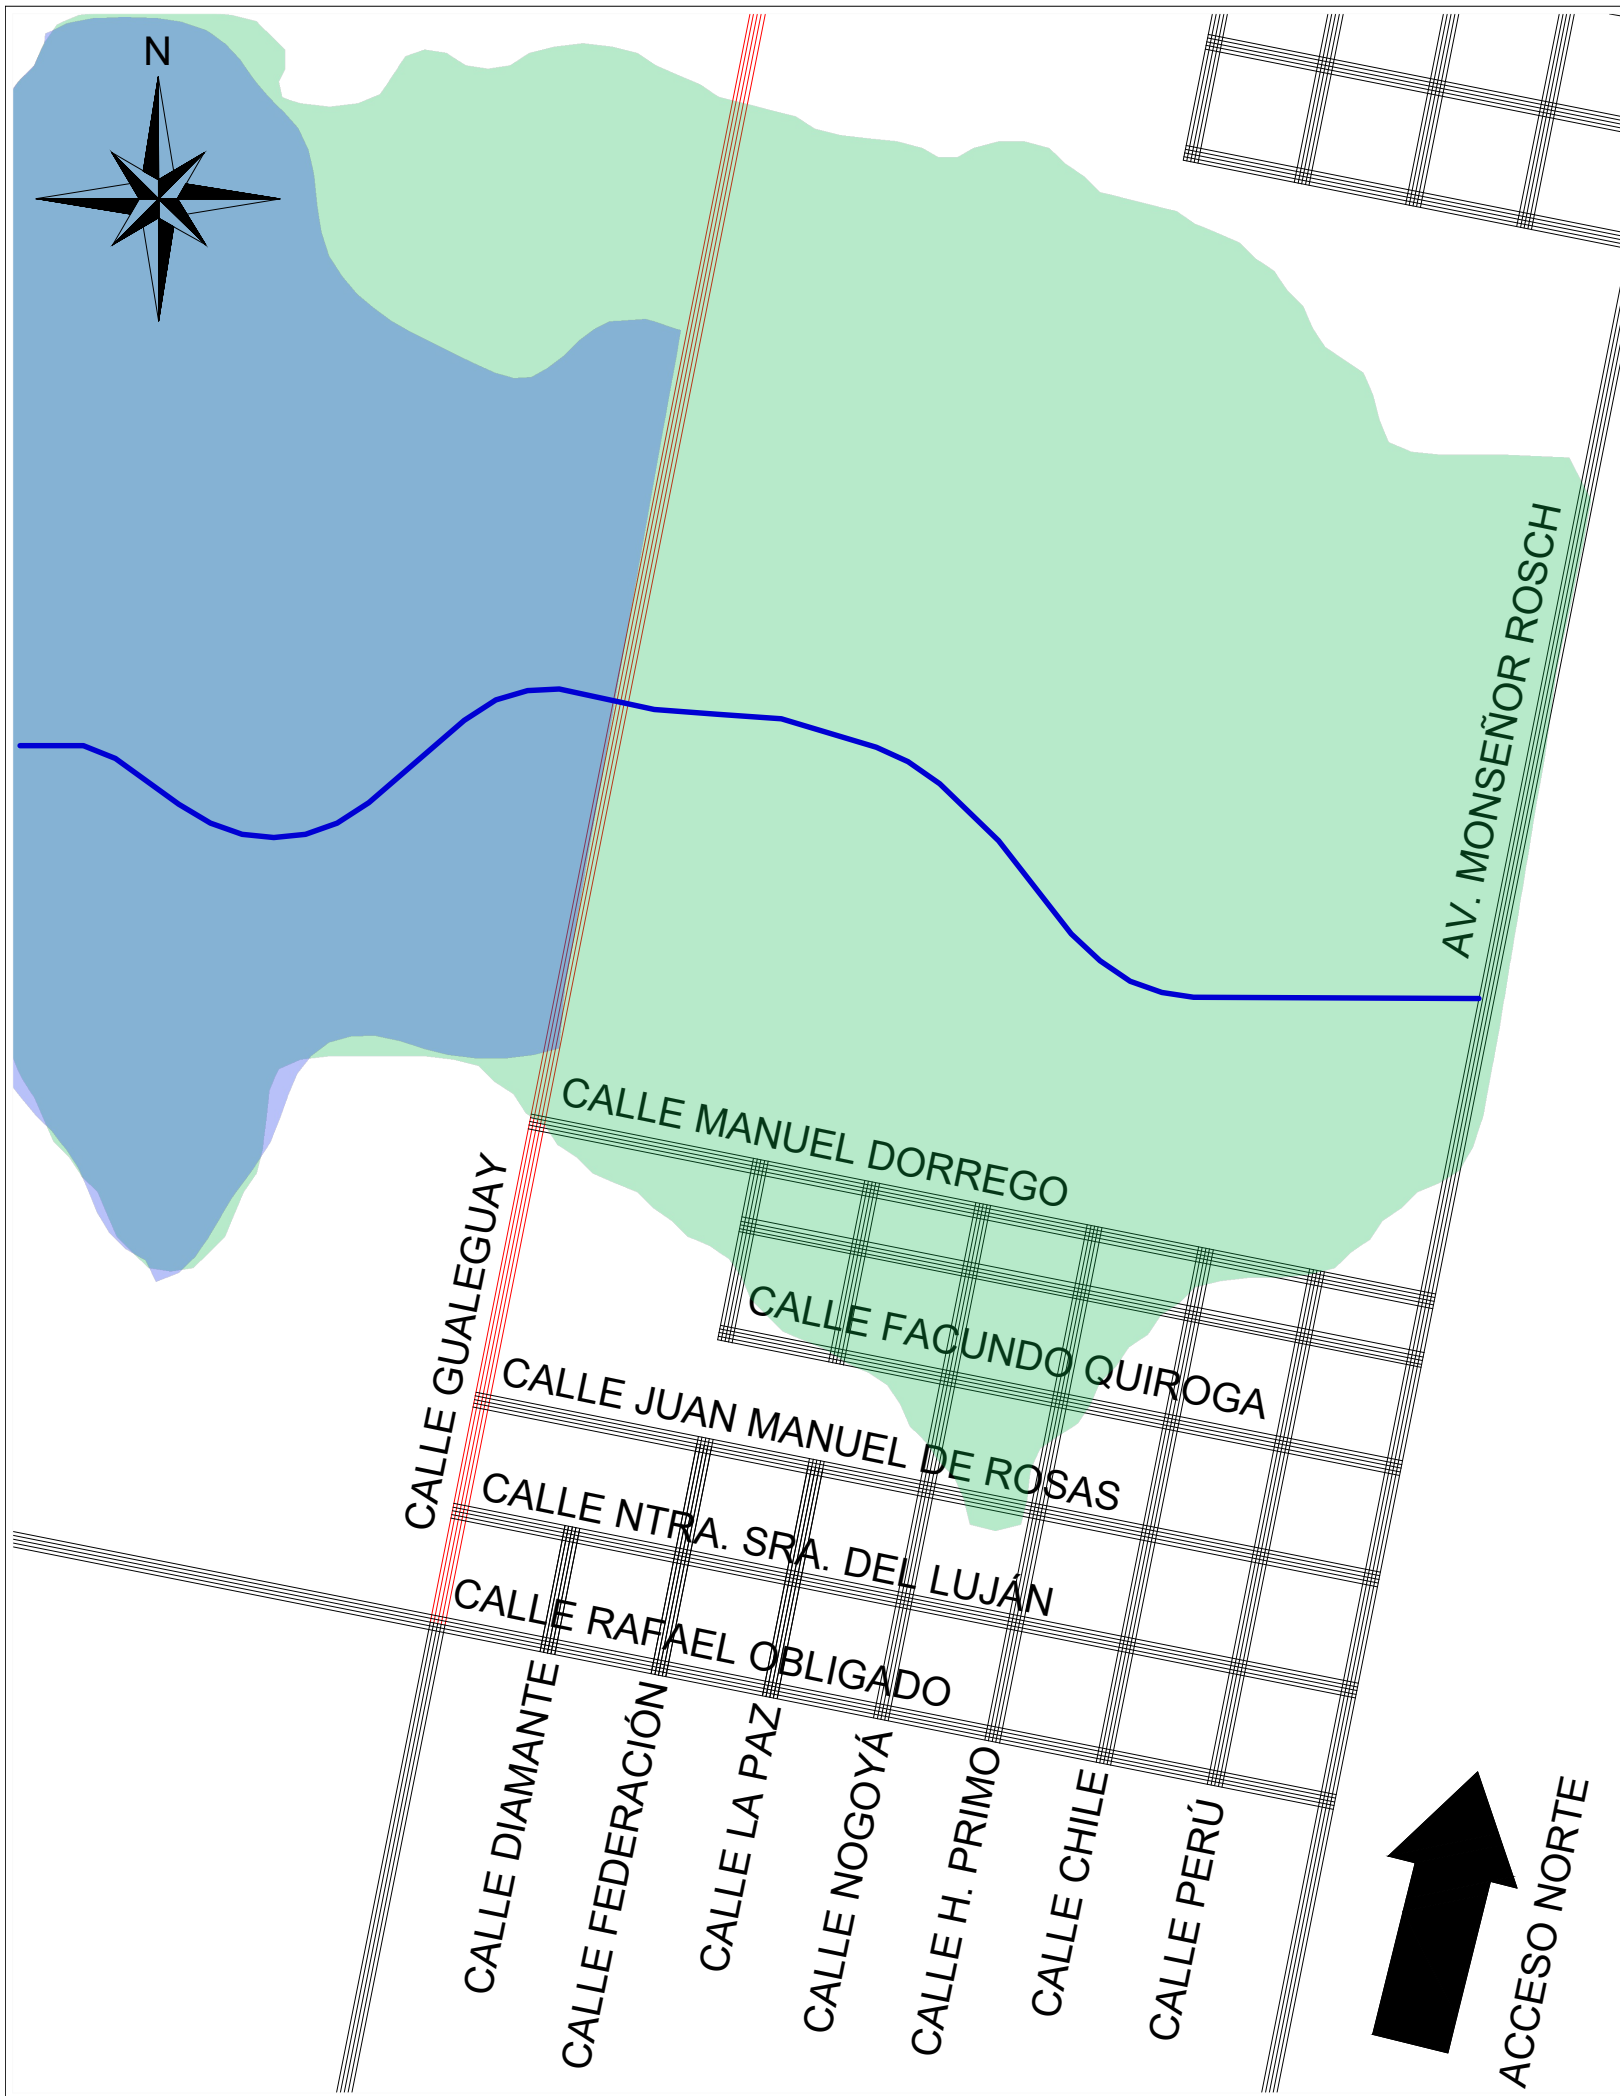 N
AV. MONSEÑOR ROSCH
CALLE MANUEL DORREGO
CALLE GUALEGUAY
CALLE FACUNDO QUIROGA
CALLE JUAN MANUEL DE ROSAS
CALLE NTRA. SRA. DEL LUJÁN
CALLE RAFAEL OBLIGADO
CALLE DIAMANTE
CALLE FEDERACIÓN
CALLE LA PAZ
CALLE NOGOYÁ
CALLE H. PRIMO
CALLE CHILE
CALLE PERÚ
ACCESO NORTE